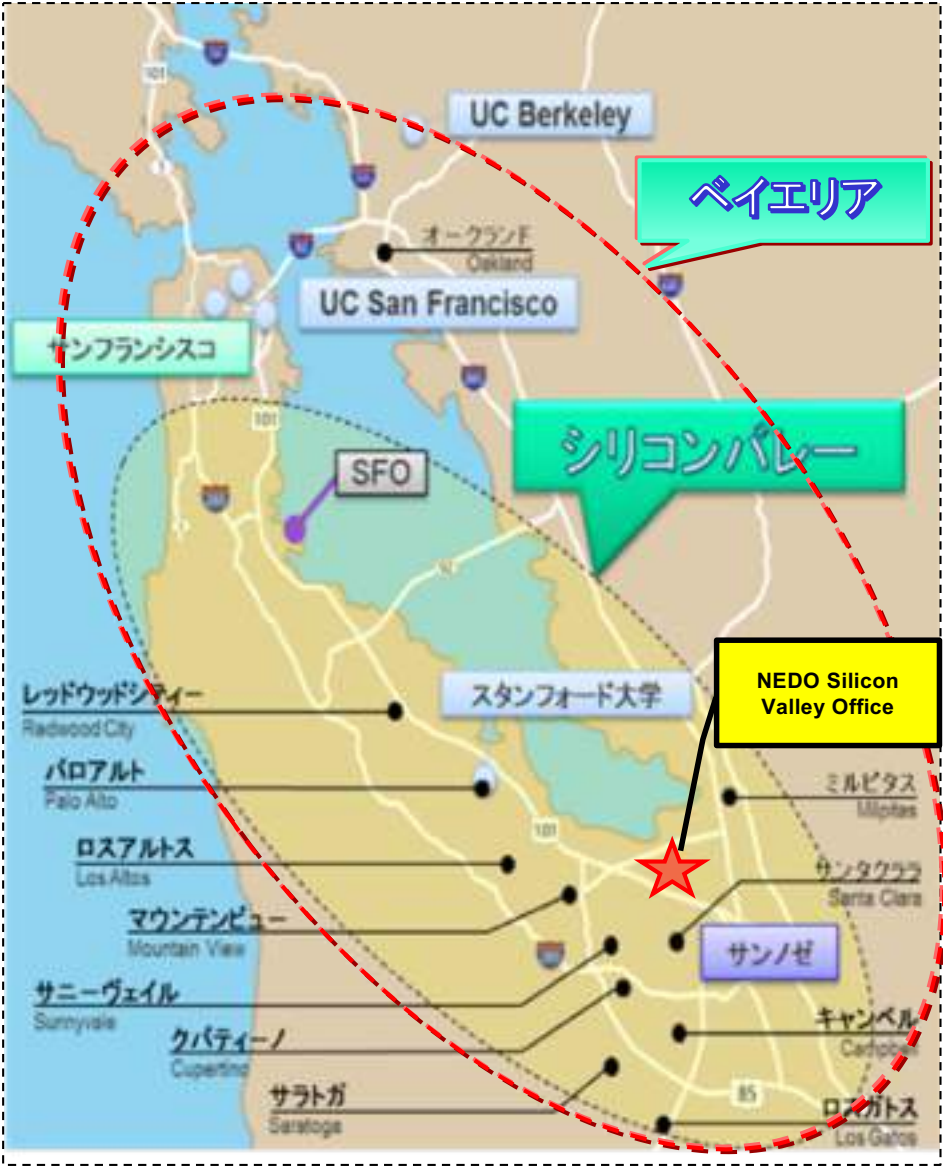 101
UC Berkeley
ベイエリア
オークランド
Oakland
UC San Francisco
サンフランシスコ
101
シリコンバレー
SFO
92
NEDO Silicon
Valley Office
スタンフォード大学
レッドウッドシティー
Redwood City
パロアルト
Palo Alto
ミルピタス
Milpitas
101
ロスアルトス
Los Altos
サンタクララ
Santa Clara
マウンテンビュー
Mountain View
サンノゼ
サニーヴェイル
Sunnyvale
キャンベル
Campbell
クパティーノ
Cupertino
サラトガ
Saratoga
85
ロスガトス
Los Gatos